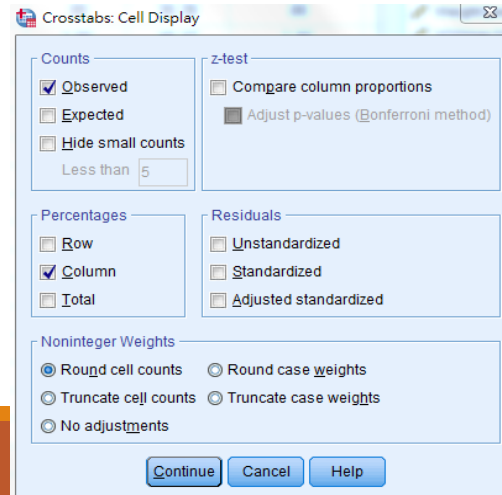 Crosstabs: Cell Display
Counts
Observed
Expected
Hide small counts
Less than 5
z-test
Compare column proportions
Adjust p-values (Bonferroni method)
Percentages
Row
Column
Total
Residuals
Unstandardized
Standardized
Adjusted standardized
Noninteger Weights
Round cell counts Round case weights
Truncate cell counts Truncate case weights
No adjustments
Continue Cancel Help